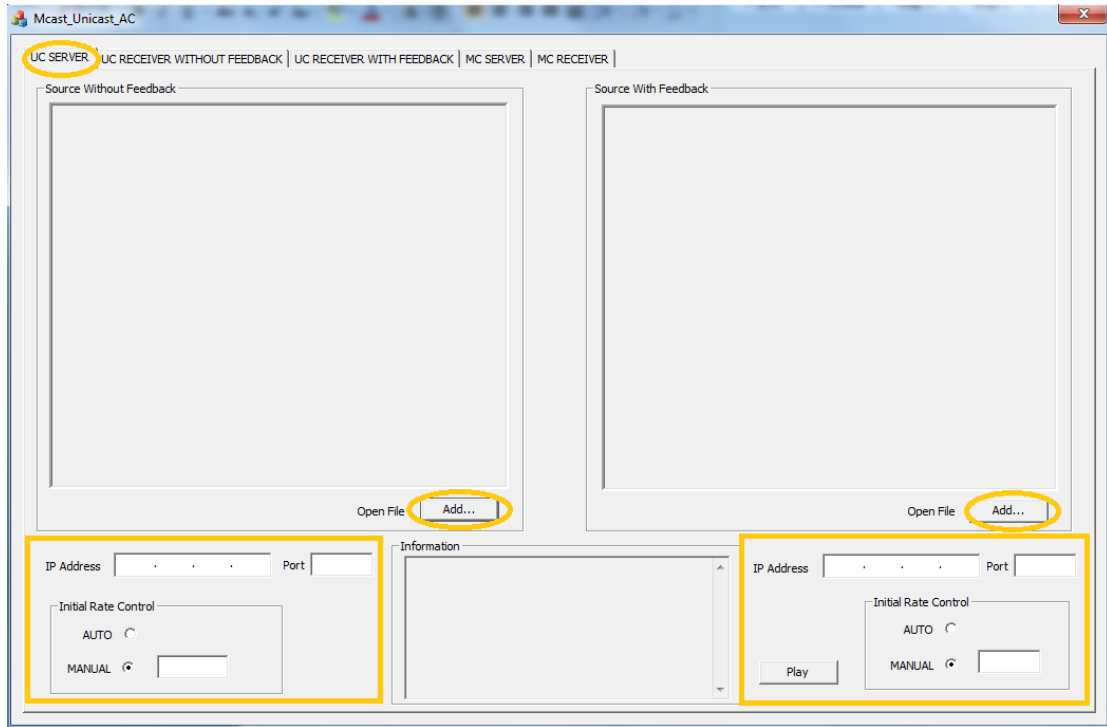 Mcast_Unicast_AC
UC SERVER UC RECEIVER WITHOUT FEEDBACK UC RECEIVER WITH FEEDBACK MC SERVER MC RECEIVER
Source Without Feedback
Source With Feedback
Open File Add...
Open File Add...
IP Address . . . Port
Initial Rate Control
AUTO
MANUAL
Information
IP Address . . . Port
Initial Rate Control
AUTO
MANUAL
Play